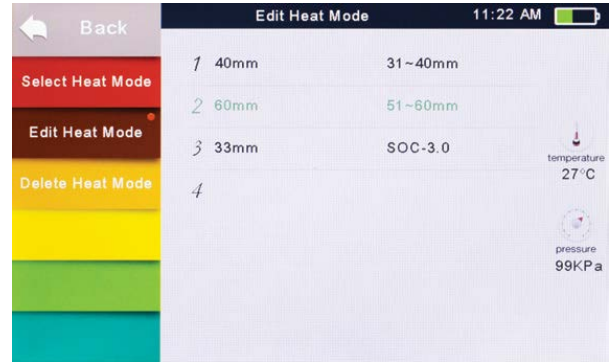 Back
Edit Heat Mode
11:22 AM
Select Heat Mode
Edit Heat Mode
Delete Heat Mode
1 40mm 31~40mm
2 60mm 51~60mm
3 33mm SOC-3.0
4
temperature
27°C
pressure
99KPa